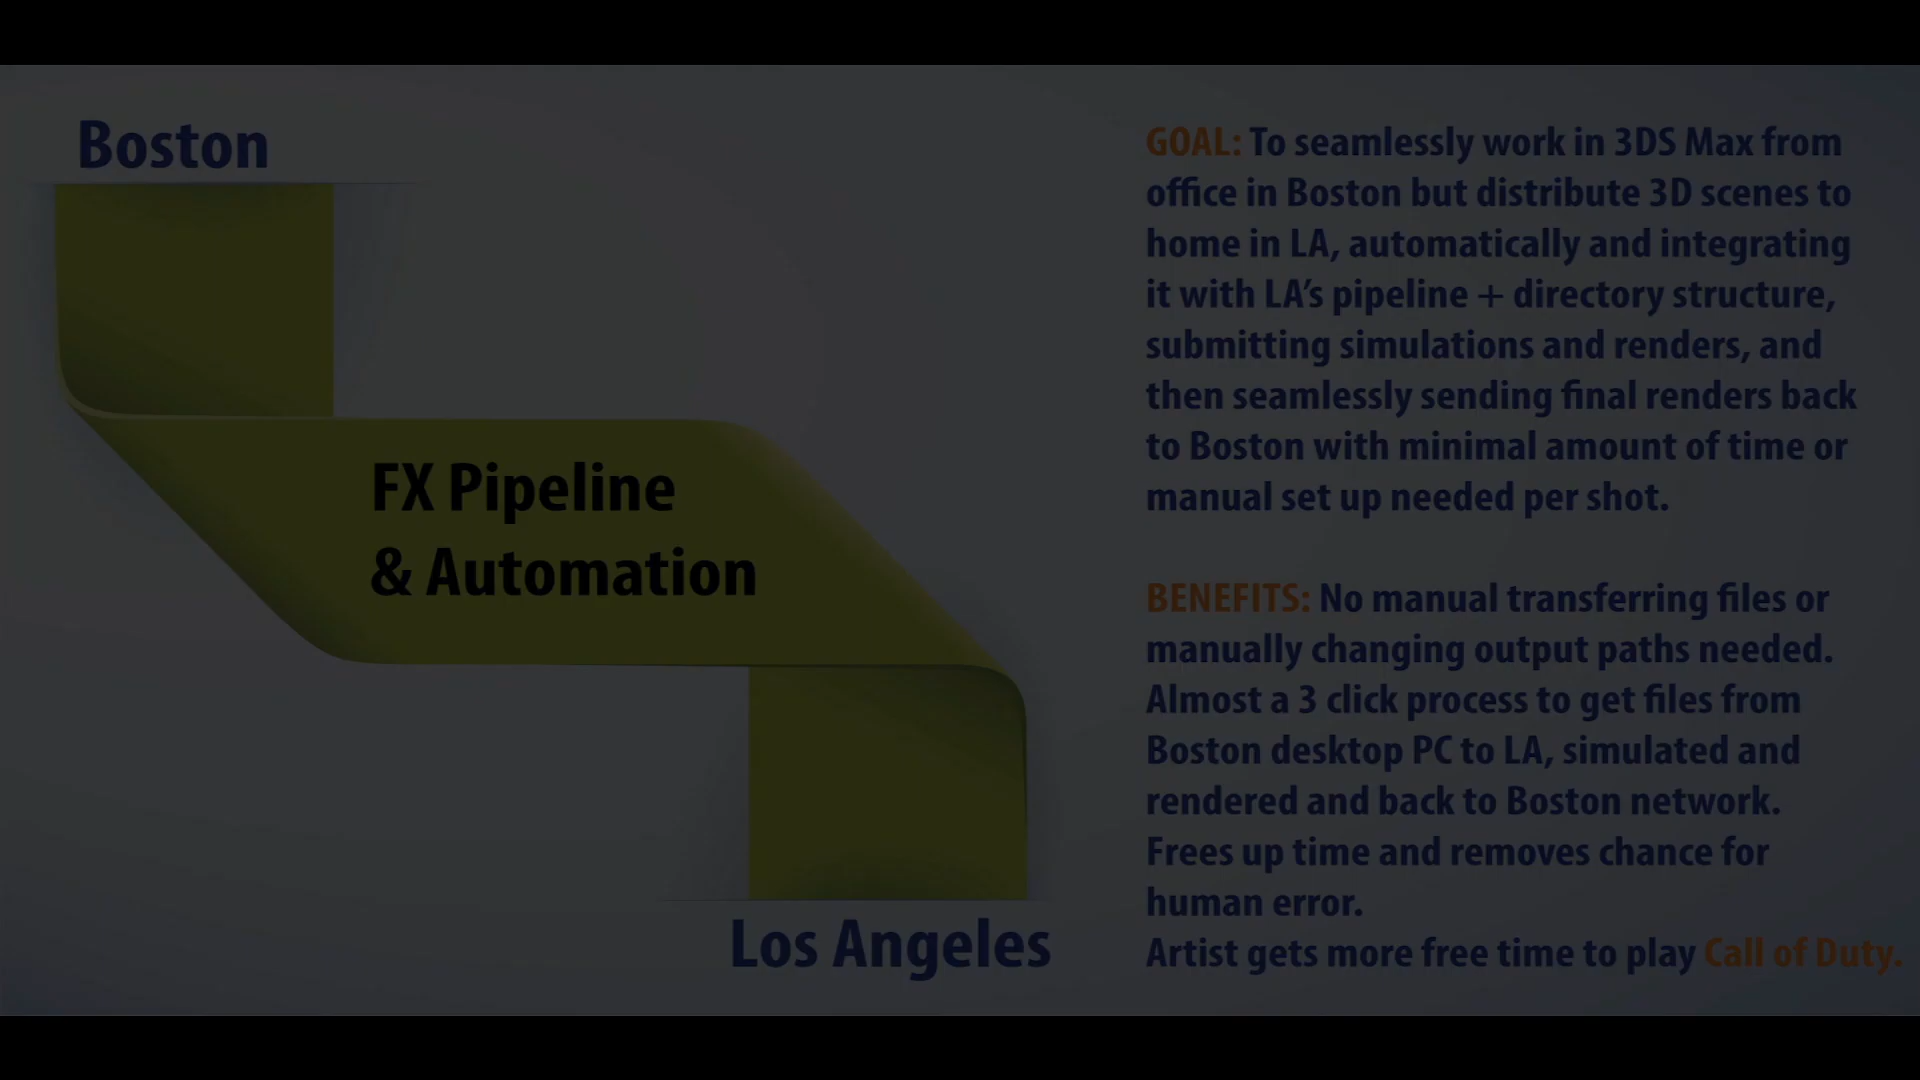 Boston
FX Pipeline
& Automation
Los Angeles
GOAL: To seamlessly work in 3DS Max from
office in Boston but distribute 3D scenes to
home in LA, automatically and integrating
it with LA's pipeline + directory structure,
submitting simulations and renders, and
then seamlessly sending final renders back
to Boston with minimal amount of time or
manual set up needed per shot.
BENEFITS: No manual transferring files or
manually changing output paths needed.
Almost a 3 click process to get files from
Boston desktop PC to LA, simulated and
rendered and back to Boston network.
Frees up time and removes chance for
human error.
Artist gets more free time to play Call of Duty.